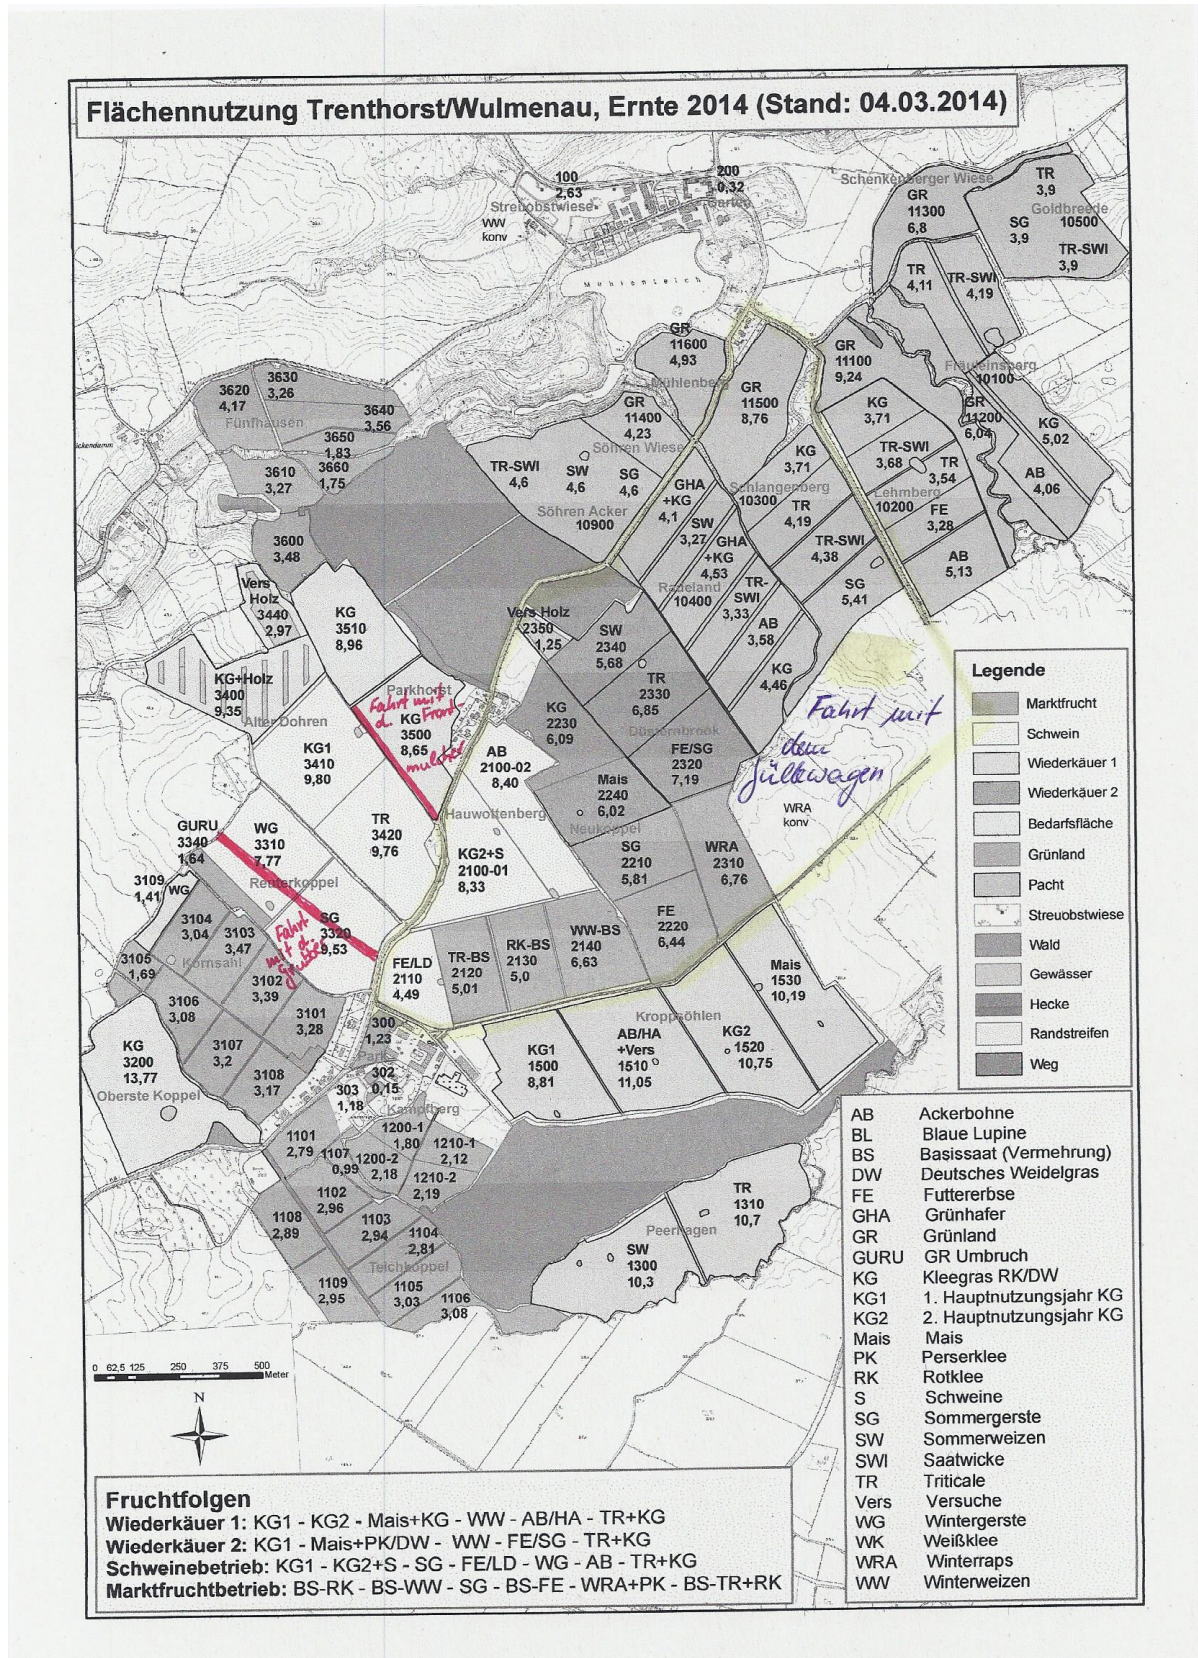 Flächennutzung Trenthorst/Wulmenau, Ernte 2014 (Stand: 04.03.2014)
100
2,63
Streuobstwiese
WW
konv
200
0,32
Garten
Mühlenteich
Schenkenberger Wiese
GR
11300
6,8
TR
3,9
Goldbreede
10500
SG
3,9
TR-SWI
3,9
TR
4,11
TR-SWI
4,19
GR
11600
4,93
Mühlenberg
GR
11100
9,24
Fräuleinsberg
10100
GR
11500
8,76
GR
11400
4,23
Söhren Wiese
KG
3,71
GR
11200
6,04
KG
5,02
AB
4,06
3620
4,17
3630
3,26
3640
3,56
Fünfhausen
3650
1,83
3610
3,27
3660
1,75
3600
3,48
TR-SWI
4,6
SW
4,6
SG
4,6
Söhren Acker
10900
GHA
+KG
4,1
KG
3,71
Schlangenberg
10300
TR-SWI
3,68
TR
3,54
Lehmberg
10200
FE
3,28
AB
5,13
SW
3,27
TR
4,19
GHA
+KG
4,53
TR-SWI
4,38
SG
5,41
Radeland
10400
TR-
SWI
3,33
AB
3,58
KG
4,46
Vers
Holz
3440
2,97
KG
3510
8,96
Vers Holz
2350
1,25
SW
2340
5,68
TR
2330
6,85
KG+Holz
3400
9,35
Alter Dohren
Parkhorst
KG
3500
8,65
Fahrt mit
d. Front-
mulcher
KG
2230
6,09
Düsternbrook
FE/SG
2320
7,19
Fahrt mit
dem
Güllewagen
WRA
konv
KG1
3410
9,80
AB
2100-02
8,40
Mais
2240
6,02
Neukoppel
Hauwottenberg
TR
3420
9,76
KG2+S
2100-01
8,33
SG
2210
5,81
WRA
2310
6,76
GURU
3340
1,64
WG
3310
7,77
Reuterkoppel
SG
3320
9,53
Fahrt
mit d.
Grubber
3109
1,41
WG
3104
3,04
3103
3,47
Kornsahl
3105
1,69
3102
3,39
3106
3,08
3101
3,28
3107
3,2
3108
3,17
FE/LD
2110
4,49
TR-BS
2120
5,01
RK-BS
2130
5,0
WW-BS
2140
6,63
FE
2220
6,44
Mais
1530
10,19
Kroppsöhlen
KG1
1500
8,81
AB/HA
+Vers
1510
11,05
KG2
1520
10,75
KG
3200
13,77
Oberste Koppel
300
1,23
Park
302
0,15
303
1,18
Kampfberg
1101
2,79
1107
0,99
1200-1
1,80
1200-2
2,18
1210-1
2,12
1210-2
2,19
1102
2,96
1108
2,89
1103
2,94
1104
2,81
Teichkoppel
1109
2,95
1105
3,03
1106
3,08
TR
1310
10,7
Peerhagen
SW
1300
10,3
Legende
Marktfrucht
Schwein
Wiederkäuer 1
Wiederkäuer 2
Bedarfsfläche
Grünland
Pacht
Streuobstwiese
Wald
Gewässer
Hecke
Randstreifen
Weg
AB Ackerbohne
BL Blaue Lupine
BS Basissaat (Vermehrung)
DW Deutsches Weidelgras
FE Futtererbse
GHA Grünhafer
GR Grünland
GURU GR Umbruch
KG Kleegras RK/DW
KG1 1. Hauptnutzungsjahr KG
KG2 2. Hauptnutzungsjahr KG
Mais Mais
PK Perserklee
RK Rotklee
S Schweine
SG Sommergerste
SW Sommerweizen
SWI Saatwicke
TR Triticale
Vers Versuche
WG Wintergerste
WK Weißklee
WRA Winterraps
WW Winterweizen
0 62,5 125 250 375 500
Meter
N
Fruchtfolgen
Wiederkäuer 1: KG1 - KG2 - Mais+KG - WW - AB/HA - TR+KG
Wiederkäuer 2: KG1 - Mais+PK/DW - WW - FE/SG - TR+KG
Schweinebetrieb: KG1 - KG2+S - SG - FE/LD - WG - AB - TR+KG
Marktfruchtbetrieb: BS-RK - BS-WW - SG - BS-FE - WRA+PK - BS-TR+RK